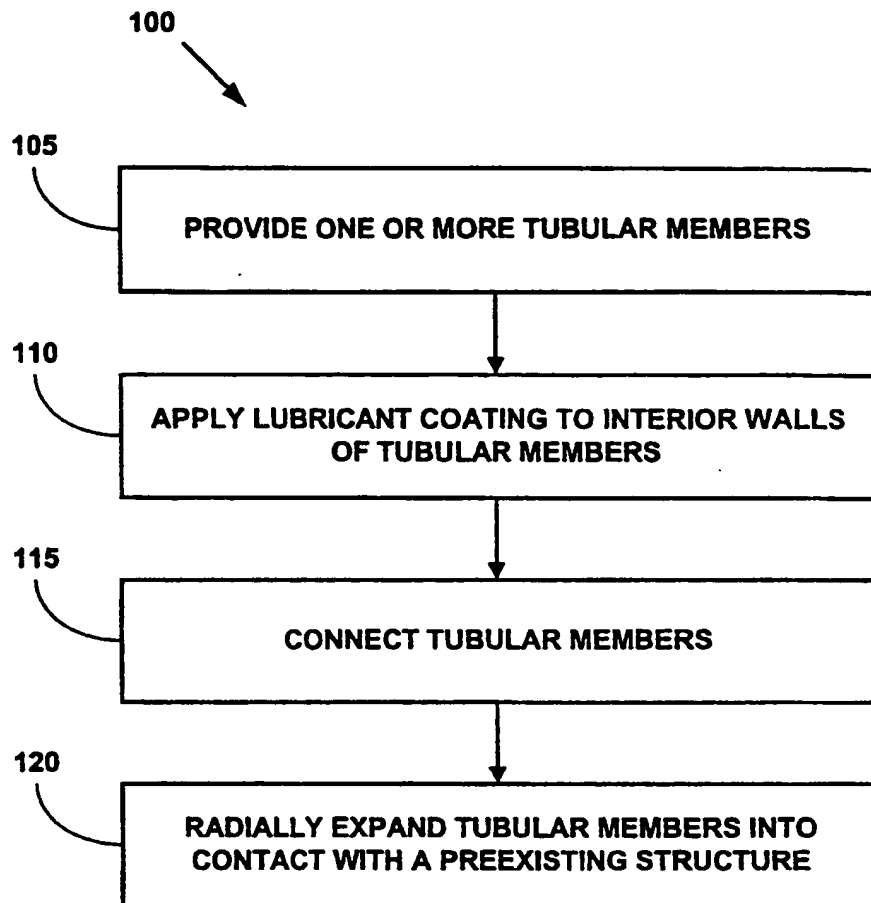 100
105
PROVIDE ONE OR MORE TUBULAR MEMBERS
110
APPLY LUBRICANT COATING TO INTERIOR WALLS
OF TUBULAR MEMBERS
115
CONNECT TUBULAR MEMBERS
120
RADIALLY EXPAND TUBULAR MEMBERS INTO
CONTACT WITH A PREEXISTING STRUCTURE